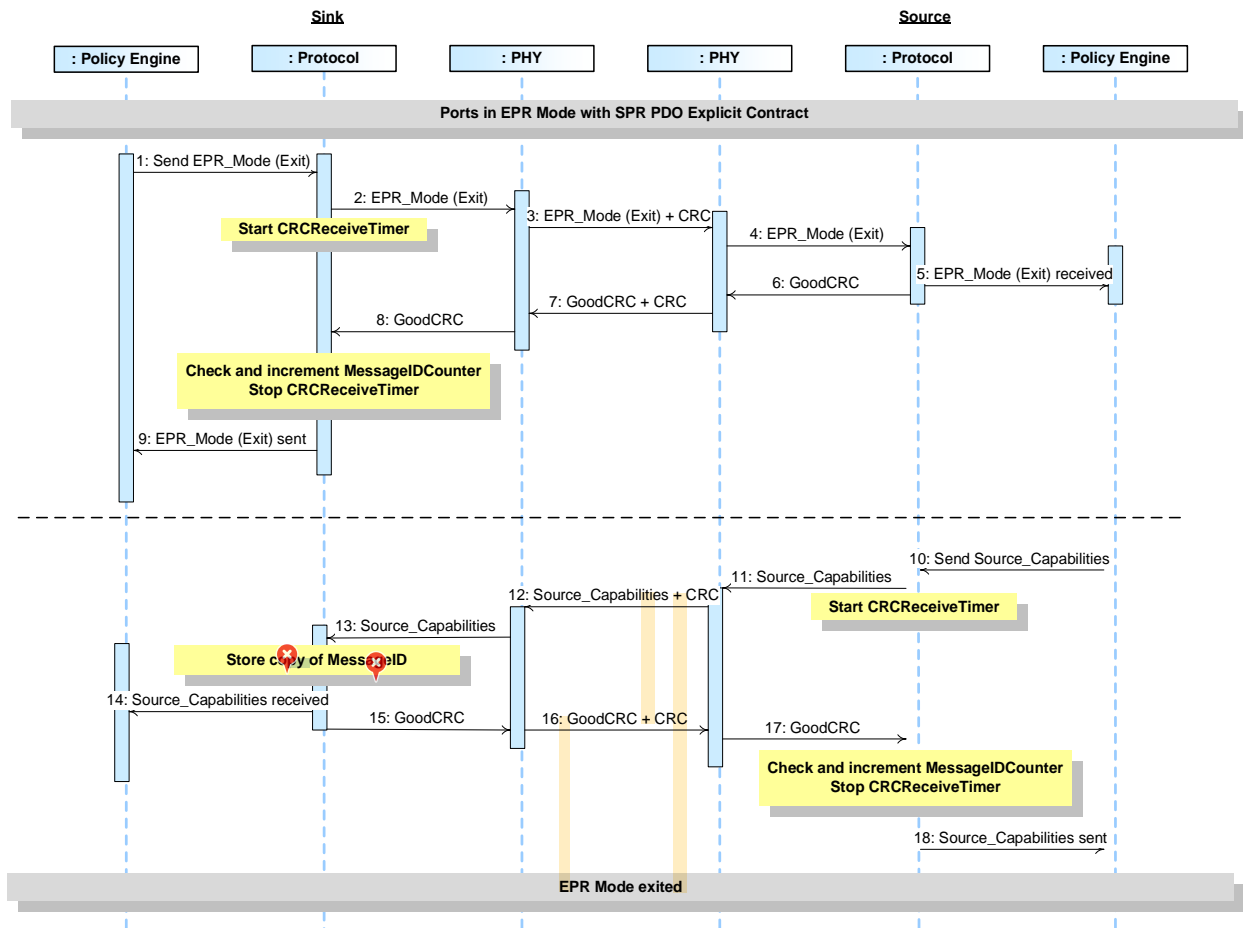 Sink
Source
: Policy Engine
: Protocol
: PHY
: PHY
: Protocol
: Policy Engine
Ports in EPR Mode with SPR PDO Explicit Contract
1: Send EPR_Mode (Exit)
2: EPR_Mode (Exit)
Start CRCReceiveTimer
3: EPR_Mode (Exit) + CRC
4: EPR_Mode (Exit)
5: EPR_Mode (Exit) received
6: GoodCRC
7: GoodCRC + CRC
8: GoodCRC
Check and increment MessageIDCounter
Stop CRCReceiveTimer
9: EPR_Mode (Exit) sent
10: Send Source_Capabilities
11: Source_Capabilities
Start CRCReceiveTimer
12: Source_Capabilities + CRC
13: Source_Capabilities
Store copy of MessageID
14: Source_Capabilities received
15: GoodCRC
16: GoodCRC + CRC
17: GoodCRC
Check and increment MessageIDCounter
Stop CRCReceiveTimer
18: Source_Capabilities sent
EPR Mode exited